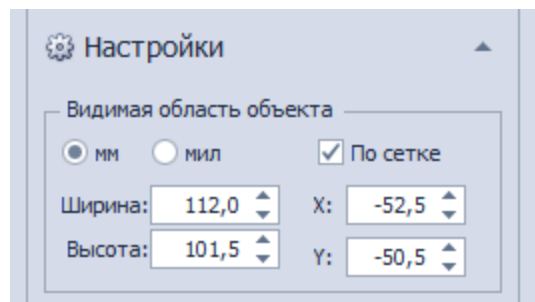 Настройки
Видимая область объекта
мм мил По сетке
Ширина: 112,0 X: -52,5
Высота: 101,5 Y: -50,5